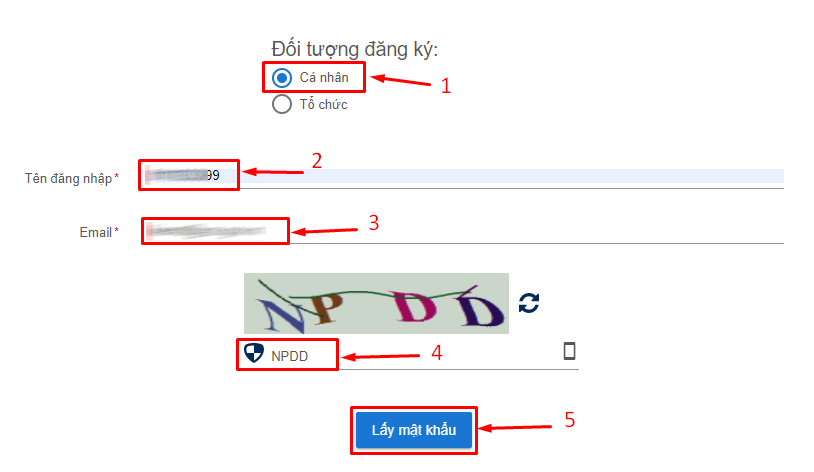 Đối tượng đăng ký:
Cá nhân
1
Tổ chức
2
Tên đăng nhập * 99
3
Email *
NPDD
NPDD
4
Lấy mật khẩu
5